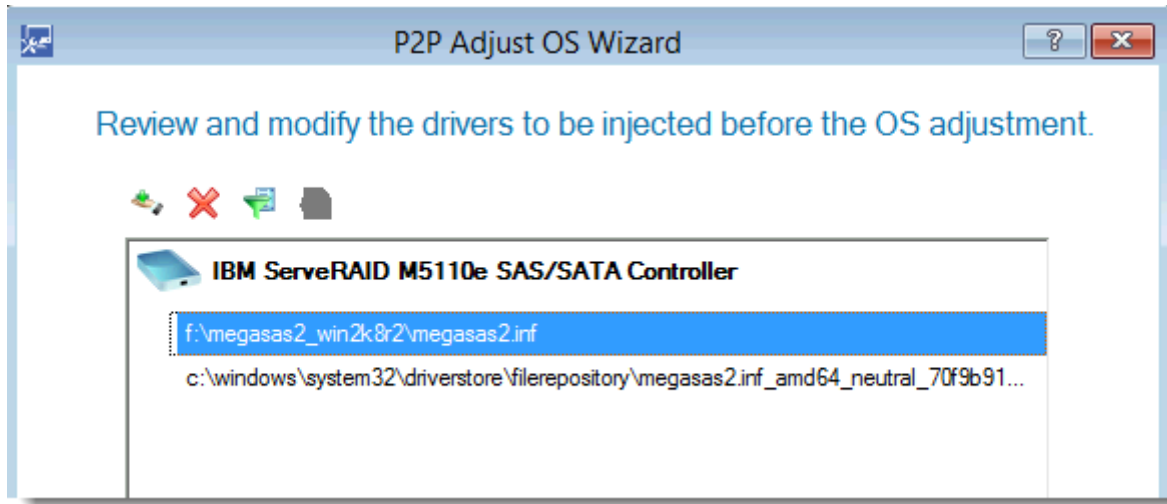 P2P Adjust OS Wizard
?
Review and modify the drivers to be injected before the OS adjustment.
IBM ServeRAID M5110e SAS/SATA Controller
f:\megasas2_win2k8r2\megasas2.inf
c:\windows\system32\driverstore\filerepository\megasas2.inf_amd64_neutral_70f9b91...